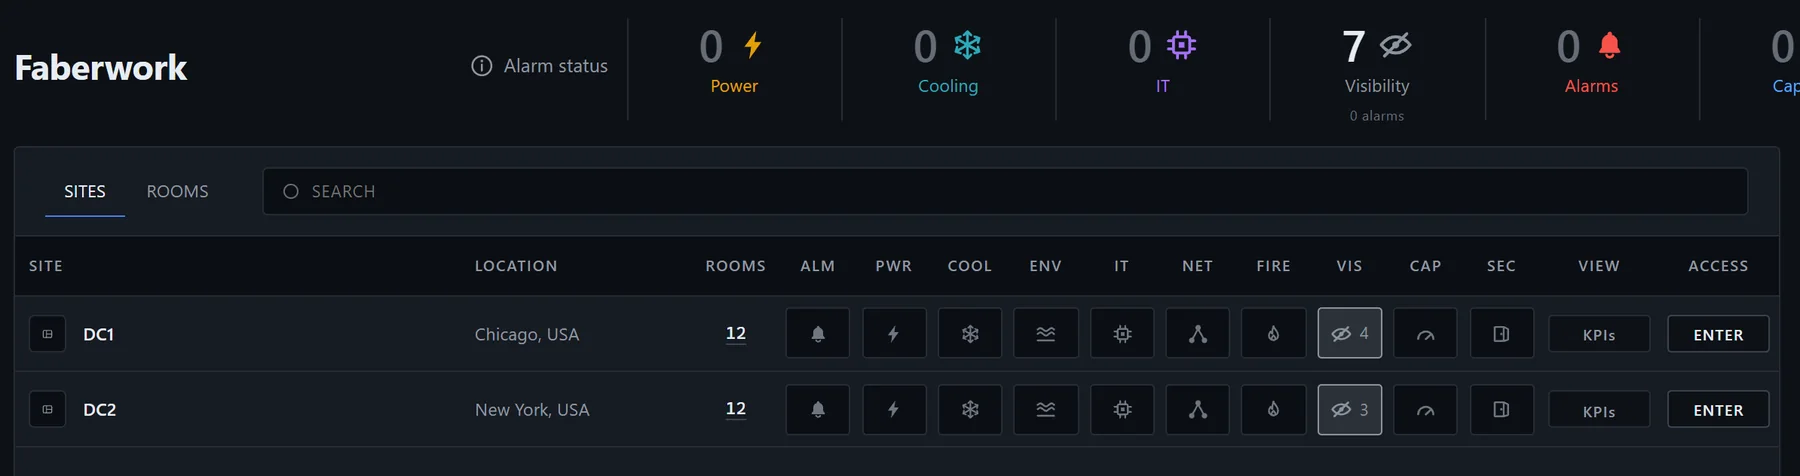 Faberwork
Alarm status
0
Power
0
Cooling
0
IT
7
Visibility
0 alarms
0
Alarms
0
Cap
SITES ROOMS SEARCH
SITE LOCATION ROOMS ALM PWR COOL ENV IT NET FIRE VIS CAP SEC VIEW ACCESS
DC1 Chicago, USA 12 4 KPIs ENTER
DC2 New York, USA 12 3 KPIs ENTER